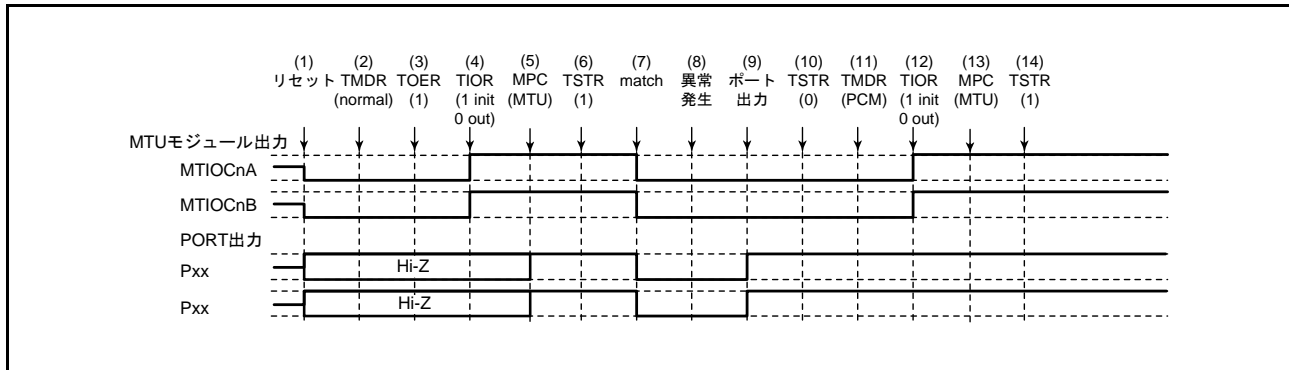 (1) (2) (3) (4) (5) (6) (7) (8) (9) (10) (11) (12) (13) (14)
リセット TMDR TOER TIOR MPC TSTR match 異常 ポート TSTR TMDR TIOR MPC TSTR
(normal) (1) (1 init (MTU) (1) 発生 出力 (0) (PCM) (1 init (MTU) (1)
0 out) 0 out)
MTUモジュール出力
MTIOCnA
MTIOCnB
PORT出力
Pxx Hi-Z
Pxx Hi-Z